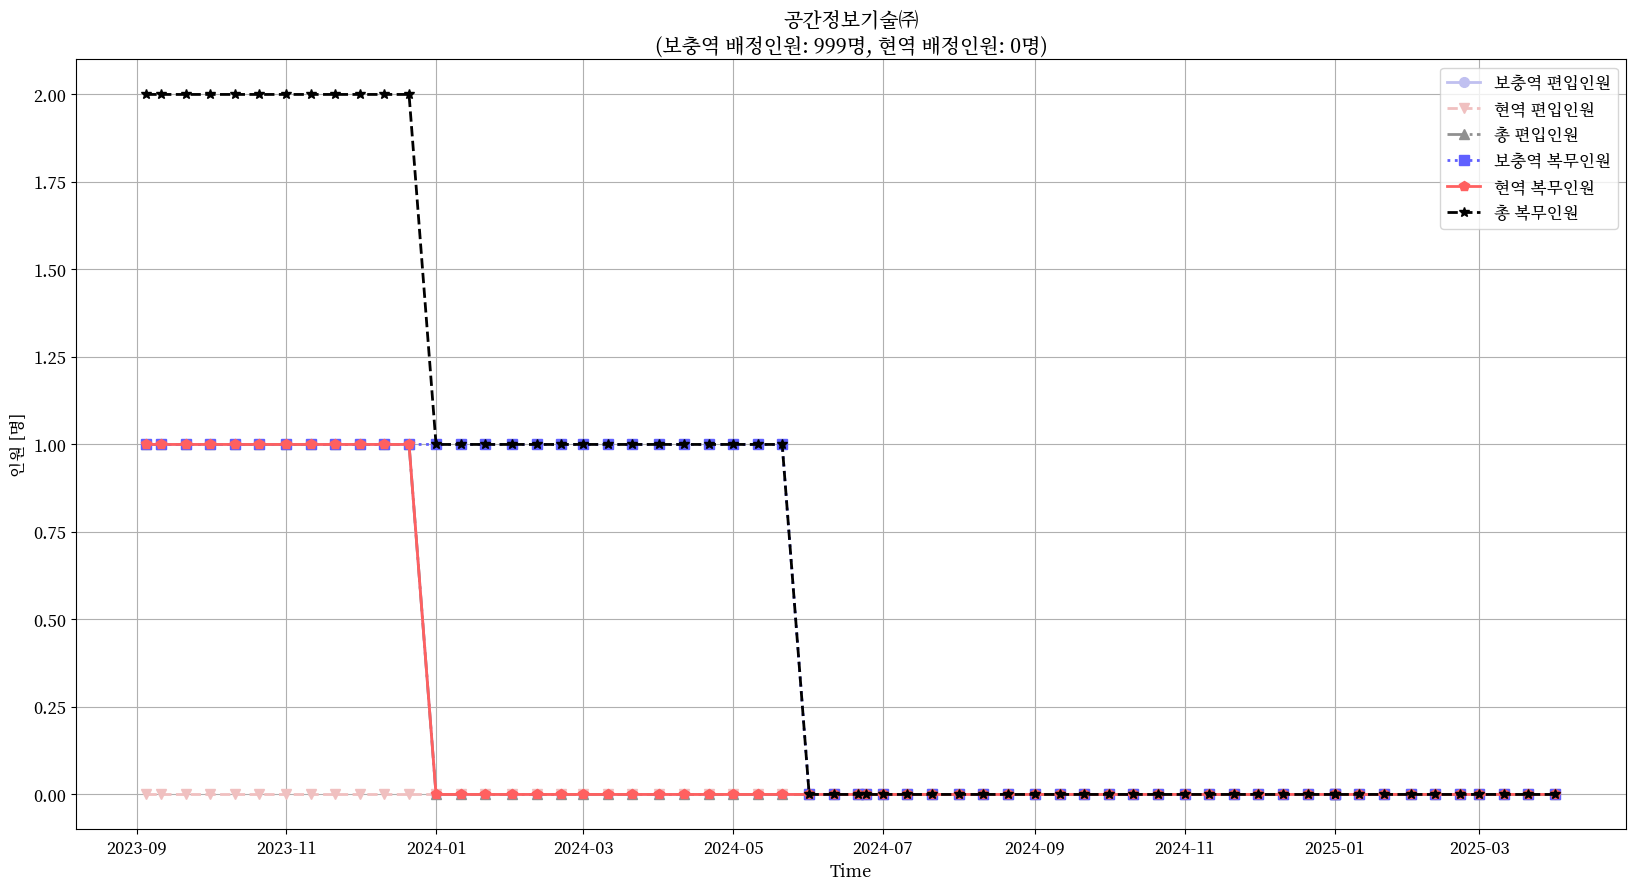 공간정보기술㈜
(보충역 배정인원: 999명, 현역 배정인원: 0명)
보충역 편입인원
현역 편입인원
총 편입인원
보충역 복무인원
현역 복무인원
총 복무인원
2.00
1.75
1.50
1.25
1.00
0.75
0.50
0.25
0.00
인원 [명]
2023-09 2023-11 2024-01 2024-03 2024-05 2024-07 2024-09 2024-11 2025-01 2025-03
Time